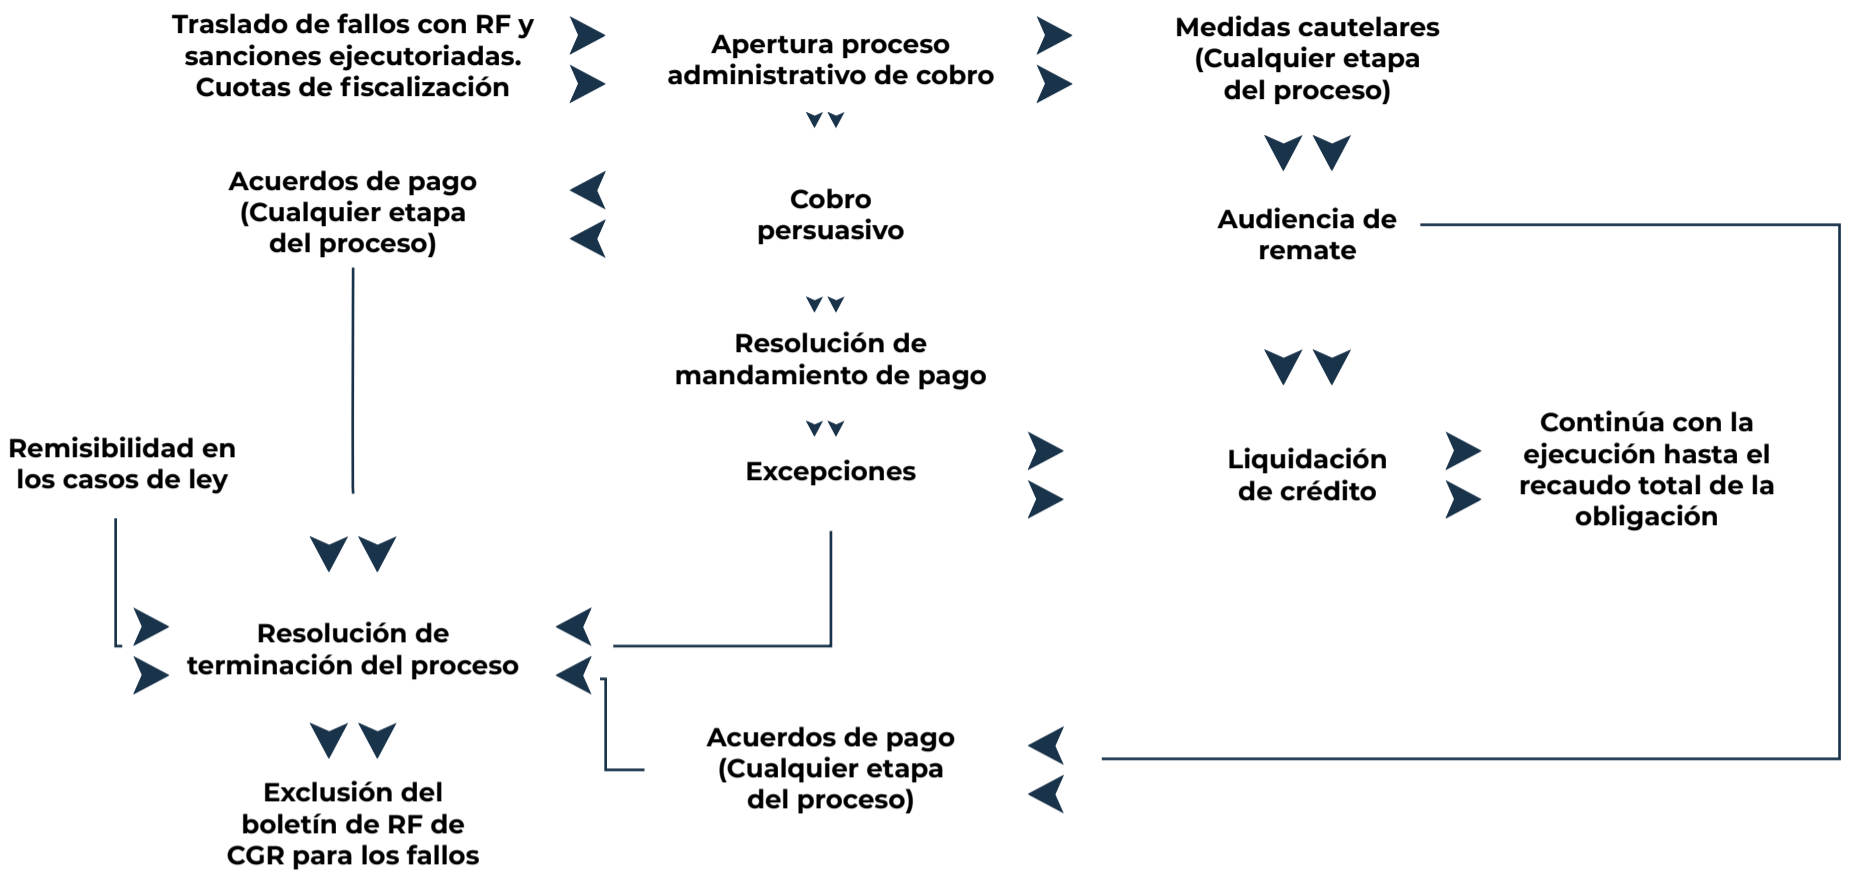 Traslado de fallos con RF y
sanciones ejecutoriadas.
Cuotas de fiscalización
Apertura proceso
administrativo de cobro
Medidas cautelares
(Cualquier etapa
del proceso)
Acuerdos de pago
(Cualquier etapa
del proceso)
Cobro
persuasivo
Audiencia de
remate
Resolución de
mandamiento de pago
Remisibilidad en
los casos de ley
Excepciones
Liquidación
de crédito
Continúa con la
ejecución hasta el
recaudo total de la
obligación
Resolución de
terminación del proceso
Acuerdos de pago
(Cualquier etapa
del proceso)
Exclusión del
boletín de RF de
CGR para los fallos